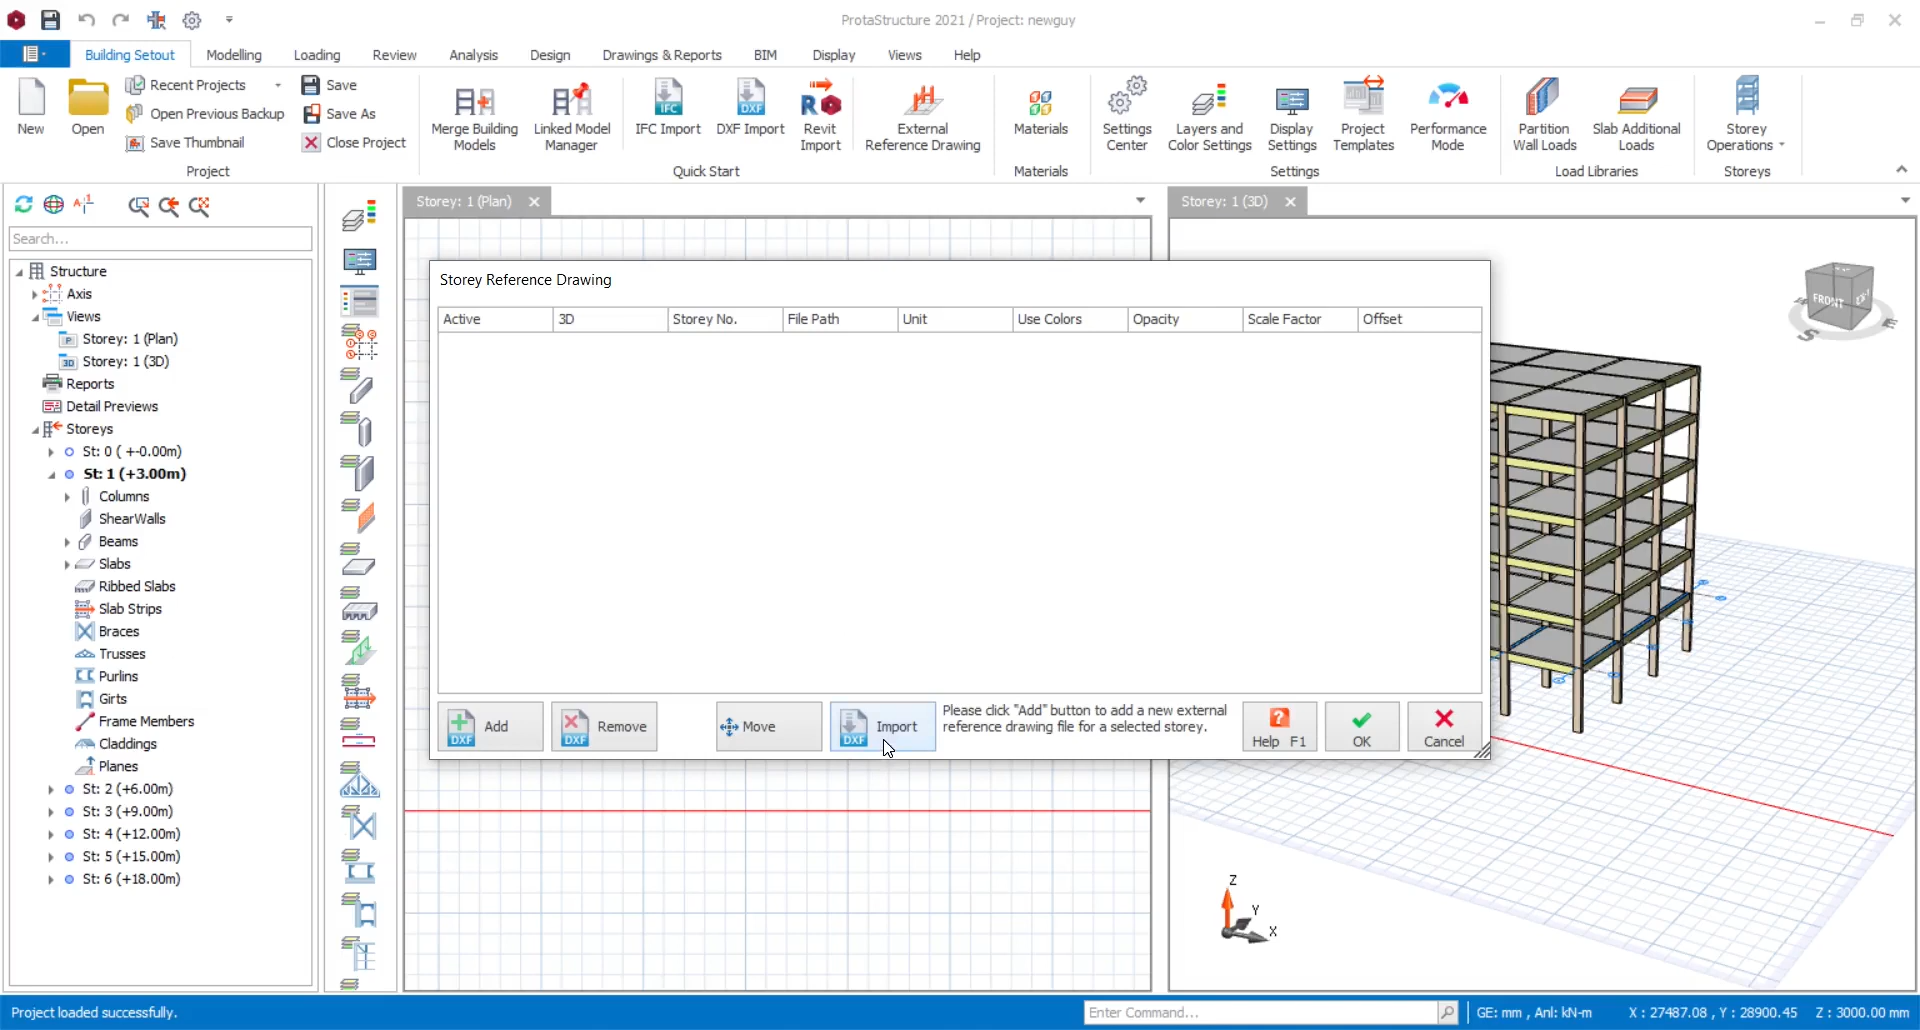 ProtaStructure 2021 / Project: newguy
Building Setout
Modelling
Loading
Review
Analysis
Design
Drawings & Reports
BIM
Display
Views
Help
New
Open
Recent Projects
Open Previous Backup
Save Thumbnail
Save
Save As
Close Project
Project
Merge Building
Models
Linked Model
Manager
IFC
IFC Import
DXF
DXF Import
R
Revit
Import
External
Reference Drawing
Quick Start
Materials
Materials
Settings
Center
Layers and
Color Settings
Display
Settings
Project
Templates
Performance
Mode
Settings
Partition
Wall Loads
Slab Additional
Loads
Load Libraries
Storey
Operations
Storeys
Search...
Structure
Axis
Views
Storey: 1 (Plan)
Storey: 1 (3D)
Reports
Detail Previews
Storeys
St: 0 ( +-0.00m)
St: 1 (+3.00m)
Columns
ShearWalls
Beams
Slabs
Ribbed Slabs
Slab Strips
Braces
Trusses
Purlins
Girts
Frame Members
Claddings
Planes
St: 2 (+6.00m)
St: 3 (+9.00m)
St: 4 (+12.00m)
St: 5 (+15.00m)
St: 6 (+18.00m)
Storey: 1 (Plan)
Storey: 1 (3D)
Storey Reference Drawing
Active
3D
Storey No.
File Path
Unit
Use Colors
Opacity
Scale Factor
Offset
DXF
Add
DXF
Remove
Move
DXF
Import
Please click "Add" button to add a new external
reference drawing file for a selected storey.
Help F1
OK
Cancel
FRONT
S
E
Z
Y
X
Project loaded successfully.
Enter Command...
GE: mm , Anl: kN-m
X : 27487.08 , Y : 28900.45
Z : 3000.00 mm